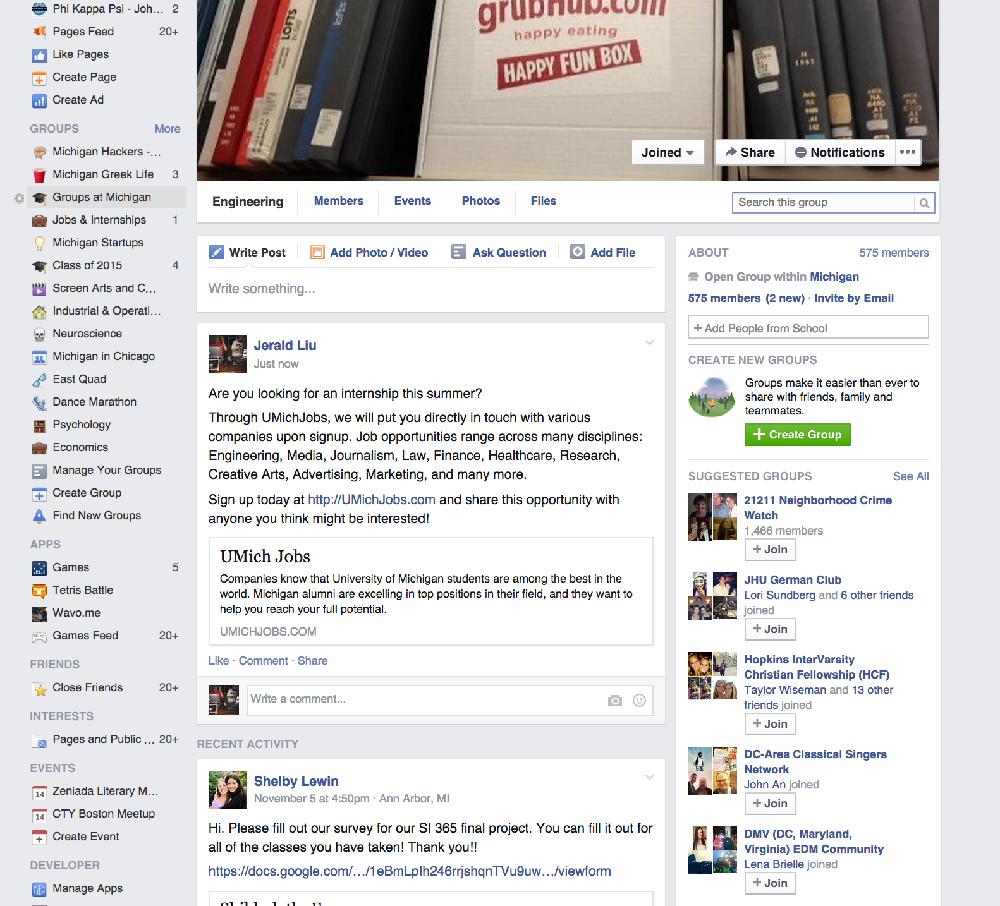 Phi Kappa Psi - Joh... 2
Pages Feed 20+
Like Pages
Create Page
Create Ad
GROUPS More
Michigan Hackers -...
Michigan Greek Life 3
Groups at Michigan
Jobs & Internships 1
Michigan Startups
Class of 2015 4
Screen Arts and C...
Industrial & Operati...
Neuroscience
Michigan in Chicago
East Quad
Dance Marathon
Psychology
Economics
Manage Your Groups
Create Group
Find New Groups
APPS
Games 5
Tetris Battle
Wavo.me
Games Feed 20+
FRIENDS
Close Friends 20+
INTERESTS
Pages and Public ... 20+
EVENTS
14 Zeniada Literary M...
14 CTY Boston Meetup
Create Event
DEVELOPER
Manage Apps
LOFTS
lofts
grubHub.com
happy eating
HAPPY FUN BOX
1967
Joined
Share
Notifications
Engineering
Members
Events
Photos
Files
Search this group
Write Post
Add Photo / Video
Ask Question
Add File
Write something...
Jerald Liu
Just now
Are you looking for an internship this summer?
Through UMichJobs, we will put you directly in touch with various
companies upon signup. Job opportunities range across many disciplines:
Engineering, Media, Journalism, Law, Finance, Healthcare, Research,
Creative Arts, Advertising, Marketing, and many more.
Sign up today at http://UMichJobs.com and share this opportunity with
anyone you think might be interested!
UMich Jobs
Companies know that University of Michigan students are among the best in the
world. Michigan alumni are excelling in top positions in their field, and they want to
help you reach your full potential.
UMICHJOBS.COM
Like · Comment · Share
Write a comment...
RECENT ACTIVITY
Shelby Lewin
November 5 at 4:50pm · Ann Arbor, MI
Hi. Please fill out our survey for our SI 365 final project. You can fill it out for
all of the classes you have taken! Thank you!!
https://docs.google.com/…/1eBmLpIh246rrjshqnTVu9uw…/viewform
ABOUT 575 members
Open Group within Michigan
575 members (2 new) · Invite by Email
+ Add People from School
CREATE NEW GROUPS
Groups make it easier than ever to
share with friends, family and
teammates.
+ Create Group
SUGGESTED GROUPS See All
21211 Neighborhood Crime
Watch
1,466 members
+ Join
JHU German Club
Lori Sundberg and 6 other friends
joined
+ Join
Hopkins InterVarsity
Christian Fellowship (HCF)
Taylor Wiseman and 13 other
friends joined
+ Join
DC-Area Classical Singers
Network
John An joined
+ Join
DMV (DC, Maryland,
Virginia) EDM Community
Lena Brielle joined
+ Join